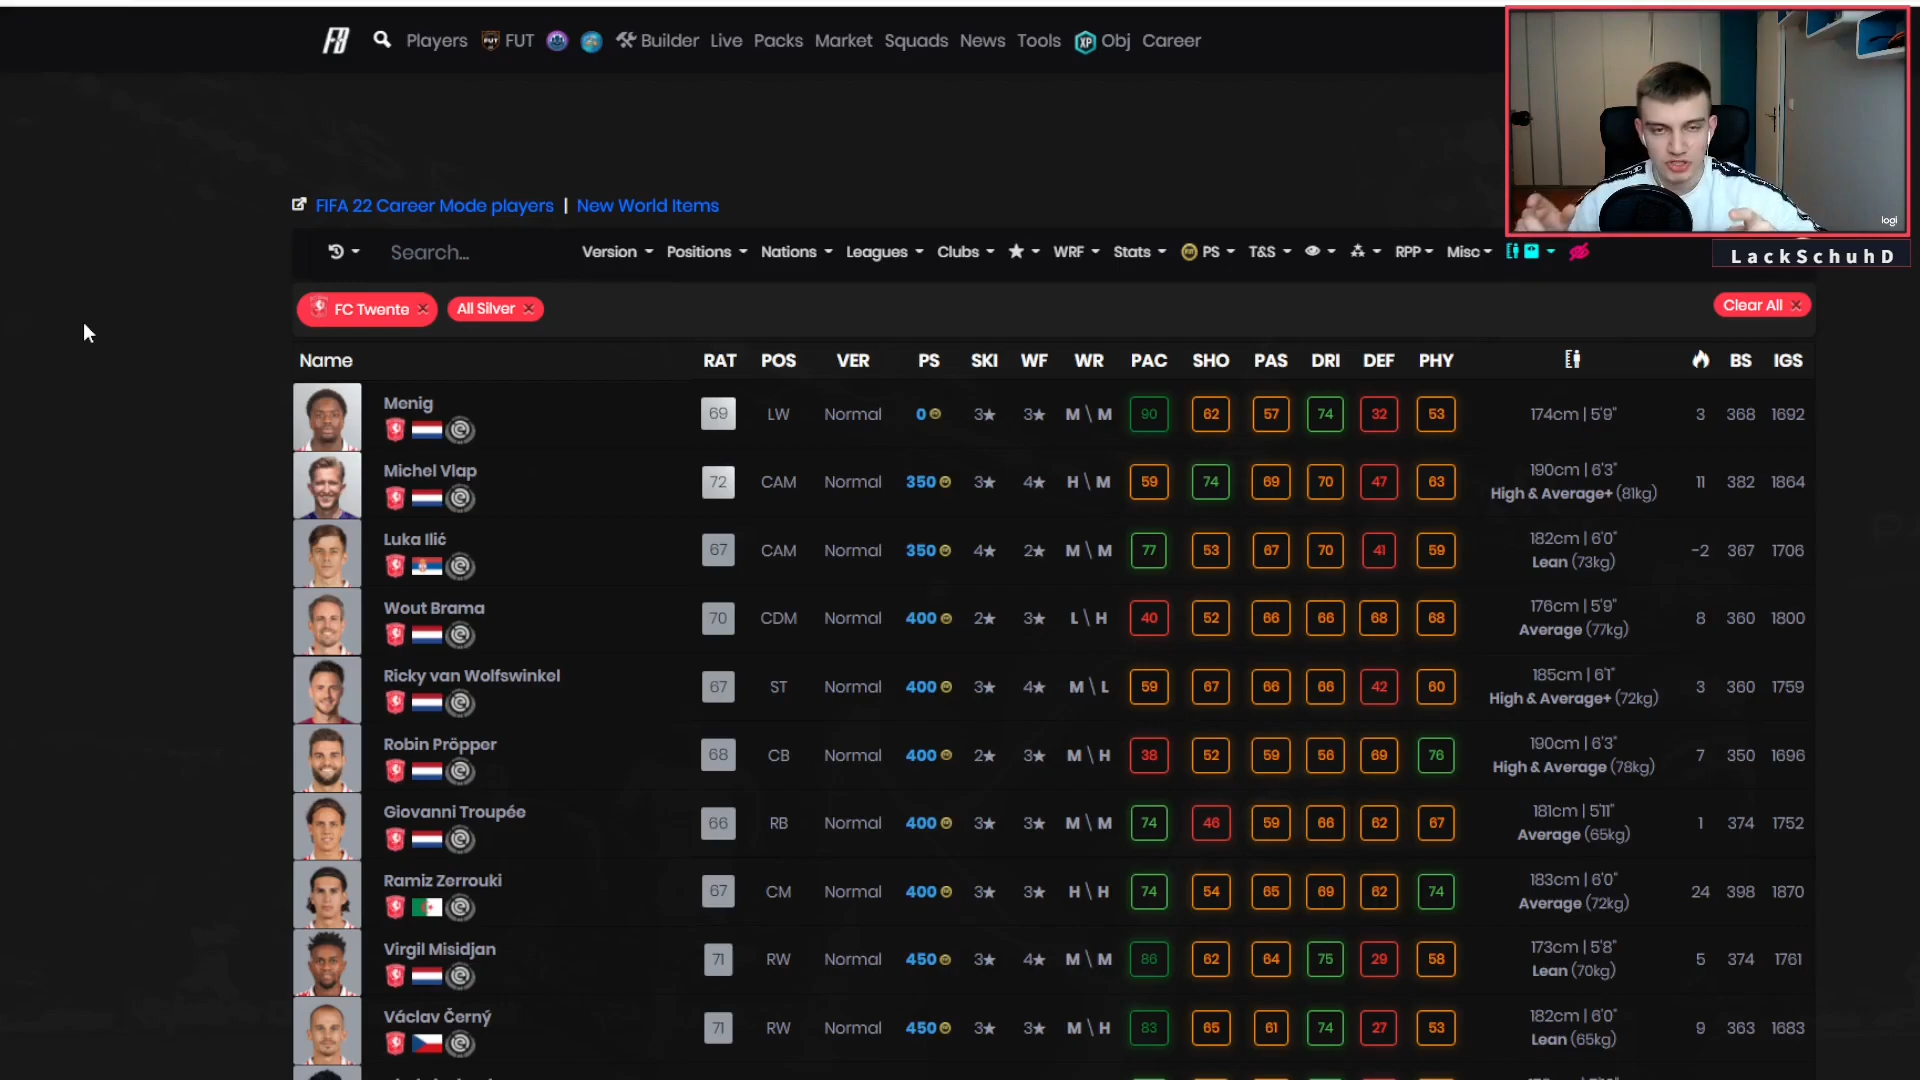 FB Players FUT Builder Live Packs Market Squads News Tools XP Obj Career
logi
LackSchuhD
FIFA 22 Career Mode players | New World Items
Search... Version Positions Nations Leagues Clubs ★ WRF Stats PS T&S RPP Misc
FC Twente × All Silver × Clear All ×
Name RAT POS VER PS SKI WF WR PAC SHO PAS DRI DEF PHY BS IGS
Menig 69 LW Normal 0 3★ 3★ M \ M 90 62 57 74 32 53 174cm | 5'9" 3 368 1692
Michel Vlap 72 CAM Normal 350 3★ 4★ H \ M 59 74 69 70 47 63 190cm | 6'3" 11 382 1864
High & Average+ (81kg)
Luka Ilić 67 CAM Normal 350 4★ 2★ M \ M 77 53 67 70 41 59 182cm | 6'0" -2 367 1706
Lean (73kg)
Wout Brama 70 CDM Normal 400 2★ 3★ L \ H 40 52 66 66 68 68 176cm | 5'9" 8 360 1800
Average (77kg)
Ricky van Wolfswinkel 67 ST Normal 400 3★ 4★ M \ L 59 67 66 66 42 60 185cm | 6'1" 3 360 1759
High & Average+ (72kg)
Robin Pröpper 68 CB Normal 400 2★ 3★ M \ H 38 52 59 56 69 76 190cm | 6'3" 7 350 1696
High & Average (78kg)
Giovanni Troupée 66 RB Normal 400 3★ 3★ M \ M 74 46 59 66 62 67 181cm | 5'11" 1 374 1752
Average (65kg)
Ramiz Zerrouki 67 CM Normal 400 3★ 3★ H \ H 74 54 65 69 62 74 183cm | 6'0" 24 398 1870
Average (72kg)
Virgil Misidjan 71 RW Normal 450 3★ 4★ M \ M 86 62 64 75 29 58 173cm | 5'8" 5 374 1761
Lean (70kg)
Václav Černý 71 RW Normal 450 3★ 3★ M \ H 83 65 61 74 27 53 182cm | 6'0" 9 363 1683
Lean (65kg)